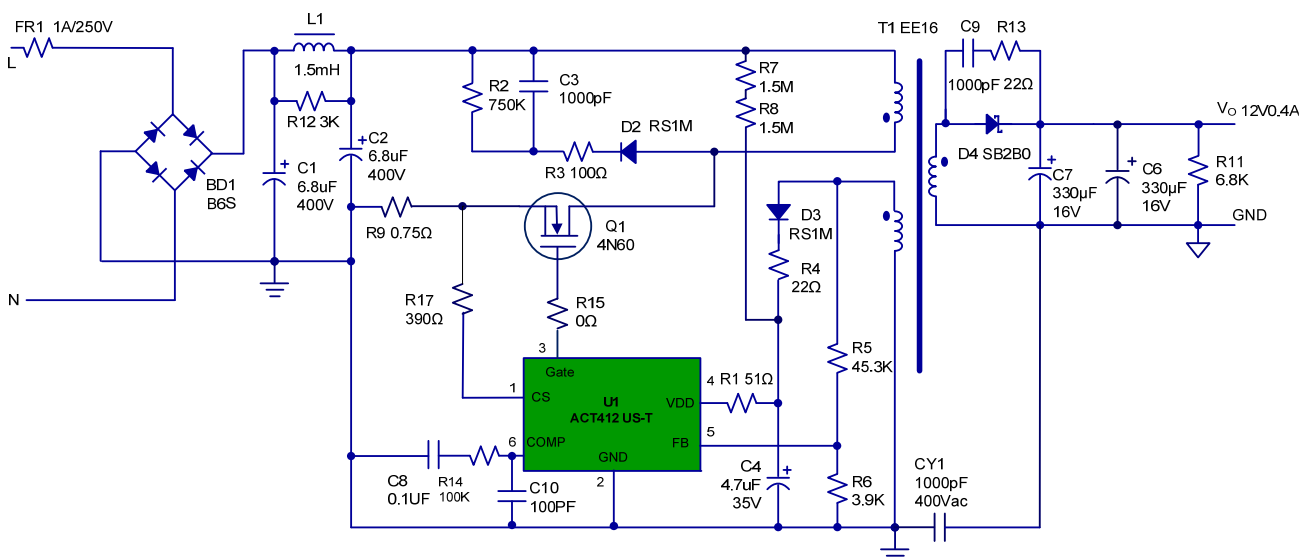 FR1 1A/250V
L
L1
1.5mH
R12 3K
C1
6.8uF
400V
C2
6.8uF
400V
BD1
B6S
N
R2
750K
C3
1000pF
R3 100Ω
D2 RS1M
R9 0.75Ω
Q1
4N60
R17
390Ω
R15
0Ω
R7
1.5M
R8
1.5M
D3
RS1M
R4
22Ω
T1 EE16
C9
1000pF
R13
22Ω
D4 SB2B0
VO 12V0.4A
C7
330µF
16V
C6
330µF
16V
R11
6.8K
GND
R5
45.3K
R6
3.9K
3
Gate
1
CS
U1
ACT412 US-T
VDD
4
R1 51Ω
FB
5
6
COMP
GND
2
C8
0.1UF
R14
100K
C10
100PF
C4
4.7uF
35V
CY1
1000pF
400Vac